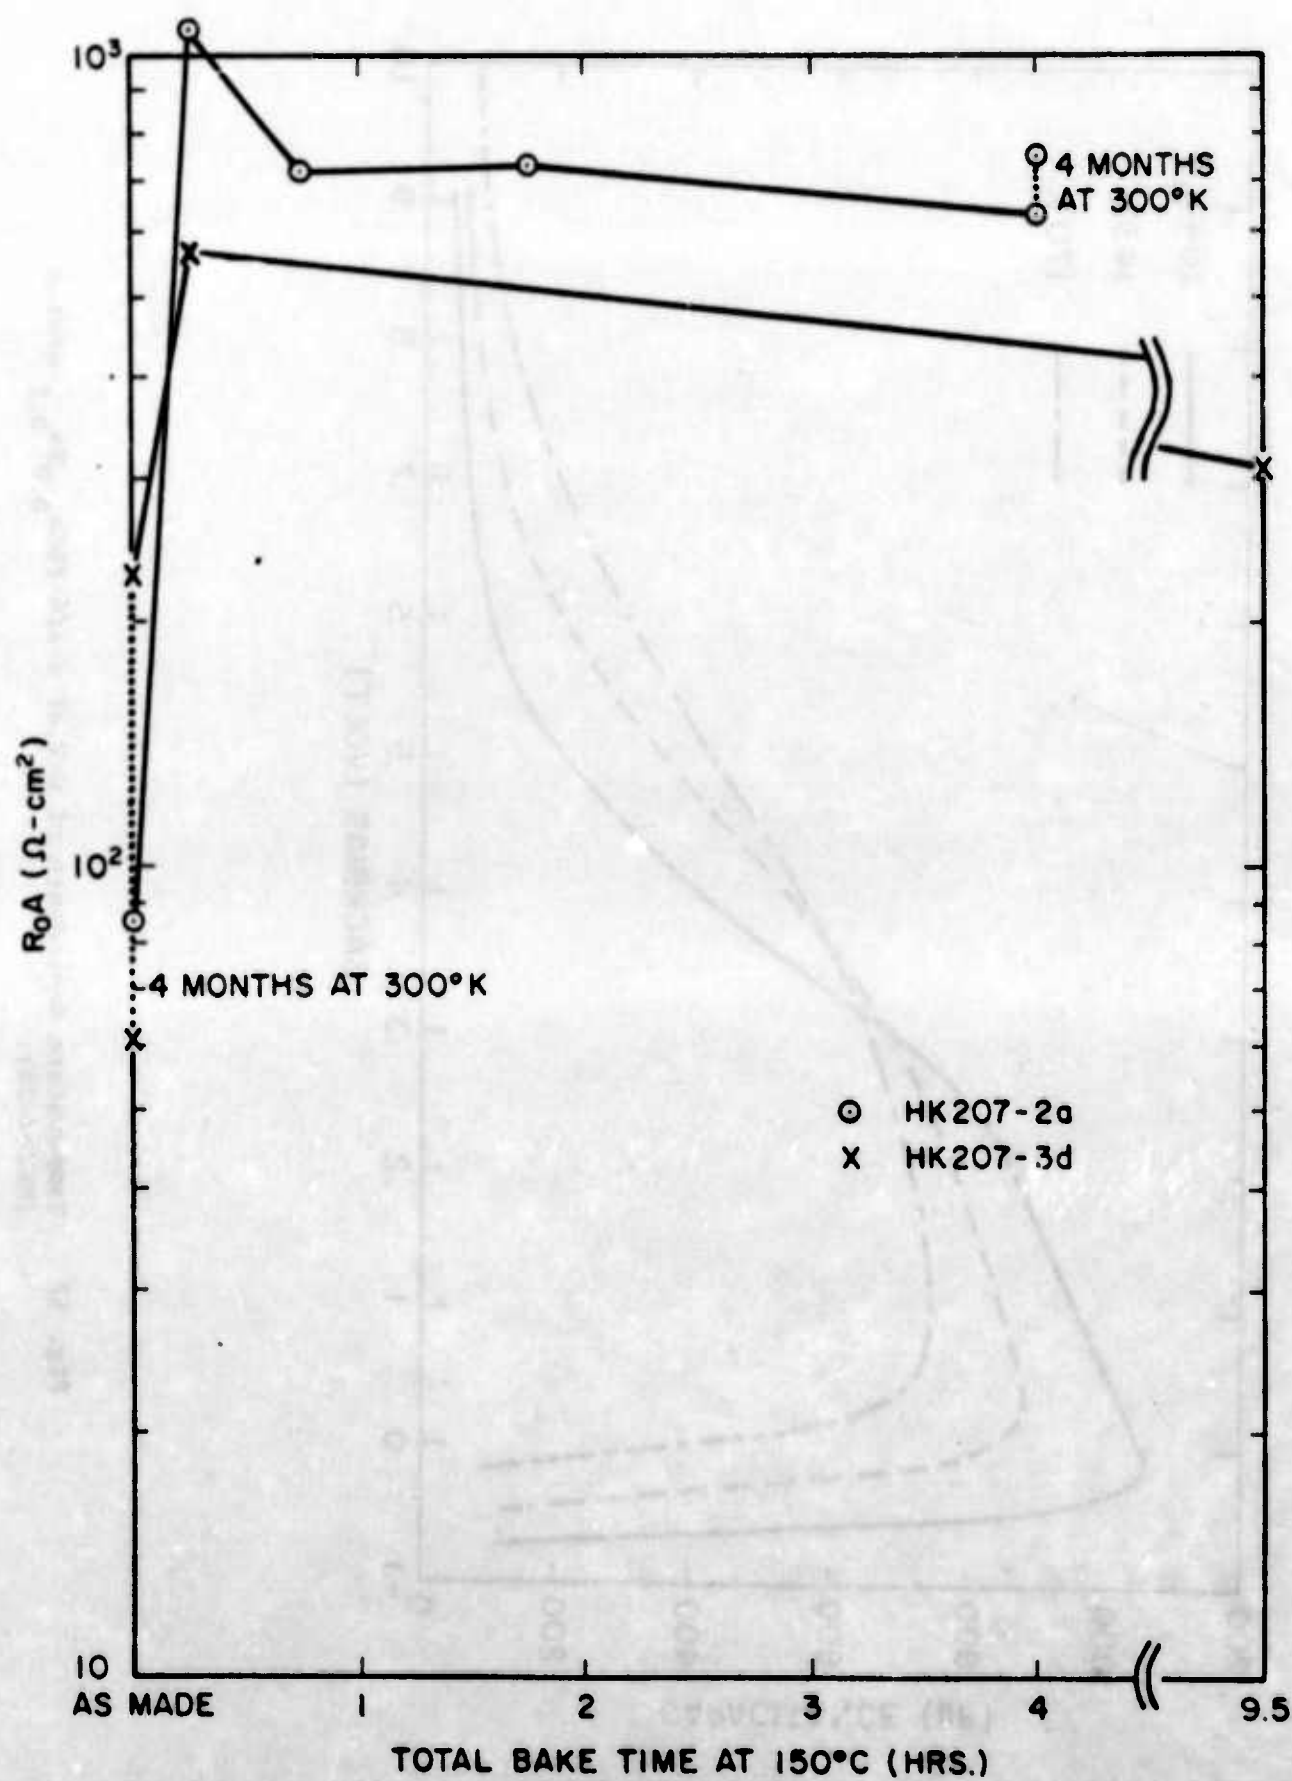 10³
4 MONTHS
AT 300°K
R₀A (Ω-cm²)
10²
4 MONTHS AT 300°K
⊙ HK207-2a
X HK207-3d
10
AS MADE 1 2 3 4 9.5
TOTAL BAKE TIME AT 150°C (HRS.)